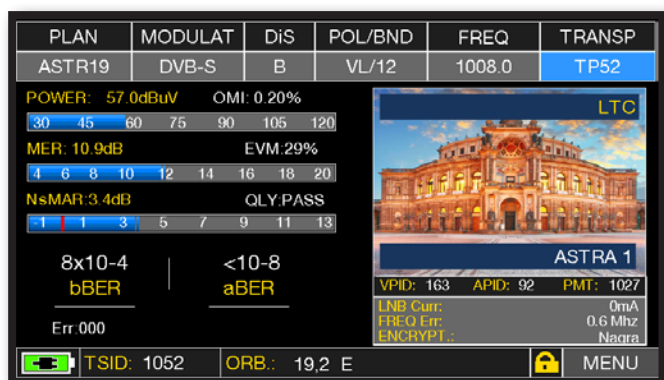 PLAN MODULAT DiS POL/BND FREQ TRANSP
ASTR19 DVB-S B VL/12 1008.0 TP52
POWER: 57.0dBuV OMI: 0.20%
30 45 60 75 90 105 120
MER: 10.9dB EVM:29%
4 6 8 10 12 14 16 18 20
NsMAR:3.4dB QLY:PASS
-1 1 3 5 7 9 11 13
8x10-4 <10-8
bBER aBER
Err:000
LTC
ASTRA 1
VPID: 163 APID: 92 PMT: 1027
LNB Curr: 0mA
FREQ Err: 0.6 Mhz
ENCRYPT.: Nagra
TSID: 1052 ORB.: 19,2 E MENU